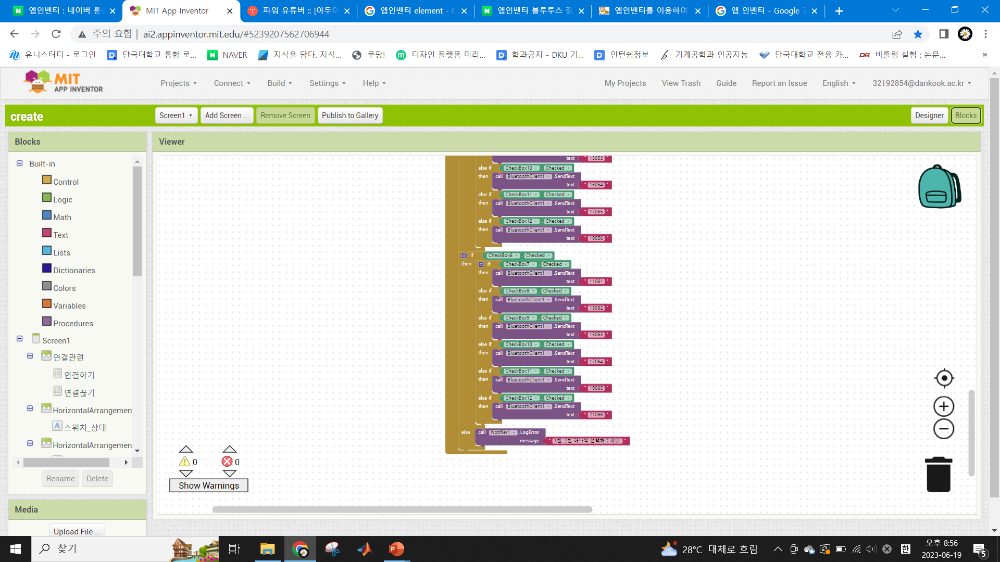 앱인벤터 : 네이버 통합
MIT App Inventor
파워 유튜버 :: [아두이
앱인벤터 element - G
앱인벤터 블루투스 정
앱인벤터를 이용하여
앱 인벤터 - Google 검
주의 요함
ai2.appinventor.mit.edu/#5239207562706944
유니스터디 - 로그인
단국대학교 통합 로...
NAVER
지식을 담다. 지식...
쿠팡!
디자인 플랫폼 미리...
학과공지 - DKU 기...
인턴쉽정보
기계공학과 인공지능
단국대학교 전용 카...
DB 비틀림 실험 : 논문...
»
MIT
APP INVENTOR
Projects
Connect
Build
Settings
Help
My Projects
View Trash
Guide
Report an Issue
English
32192854@dankook.ac.kr
create
Screen1
Add Screen ...
Remove Screen
Publish to Gallery
Designer
Blocks
Blocks
Viewer
Built-in
Control
Logic
Math
Text
Lists
Dictionaries
Colors
Variables
Procedures
Screen1
연결관련
연결하기
연결끊기
HorizontalArrangemen
스위치_상태
HorizontalArrangemen
Rename
Delete
Media
Upload File ...
text " 13053 "
else if CheckBox10 . Checked
then call BluetoothClient1 .SendText
text " 15054 "
else if CheckBox11 . Checked
then call BluetoothClient1 .SendText
text " 17055 "
else if CheckBox12 . Checked
then call BluetoothClient1 .SendText
text " 19056 "
if CheckBox6 . Checked
then if CheckBox7 . Checked
then call BluetoothClient1 .SendText
text " 11061 "
else if CheckBox8 . Checked
then call BluetoothClient1 .SendText
text " 13062 "
else if CheckBox9 . Checked
then call BluetoothClient1 .SendText
text " 15063 "
else if CheckBox10 . Checked
then call BluetoothClient1 .SendText
text " 17064 "
else if CheckBox11 . Checked
then call BluetoothClient1 .SendText
text " 19065 "
else if CheckBox12 . Checked
then call BluetoothClient1 .SendText
text " 21066 "
else call Notifier1 .LogError
message " 1번, 2번 하나씩 선택해주세요! "
0
0
Show Warnings
찾기
28°C 대체로 흐림
한
오후 8:56
2023-06-19
5